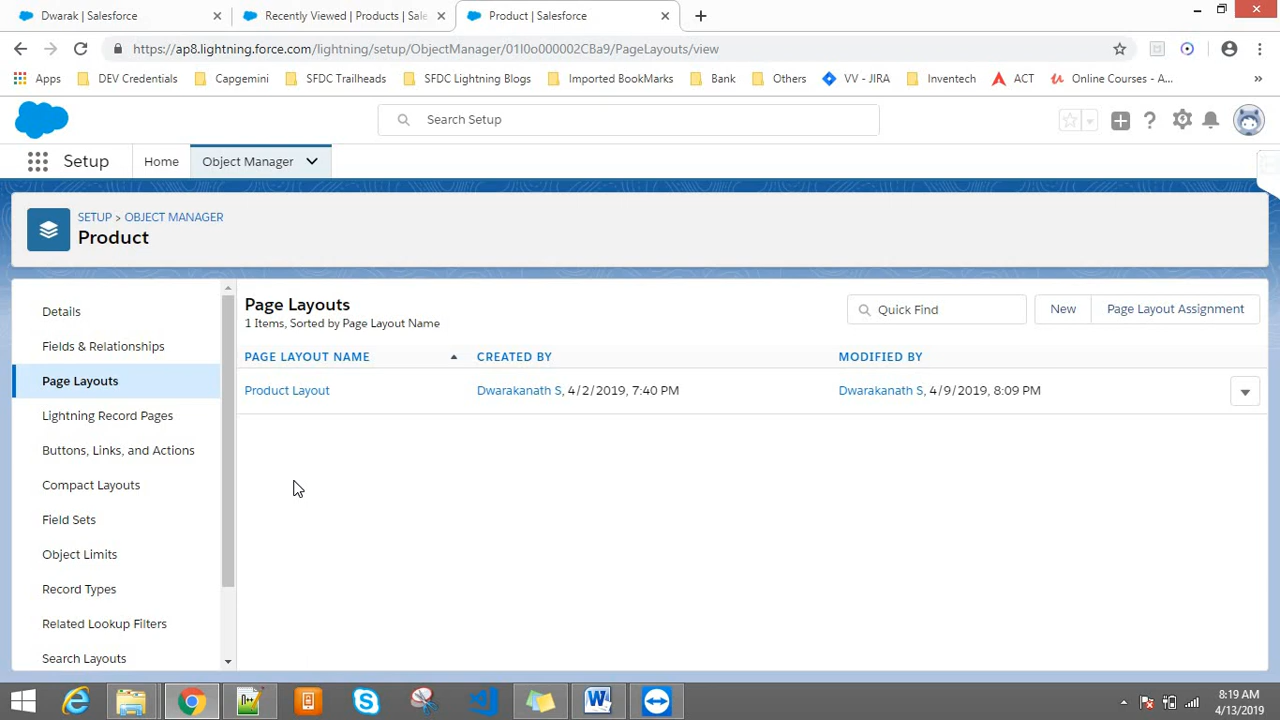 Dwarak | Salesforce
Recently Viewed | Products | Sale
Product | Salesforce
https://ap8.lightning.force.com/lightning/setup/ObjectManager/01I0o000002CBa9/PageLayouts/view
Apps DEV Credentials Capgemini SFDC Trailheads SFDC Lightning Blogs Imported BookMarks Bank Others VV - JIRA Inventech ACT Online Courses - A... »
Search Setup
Setup Home Object Manager
SETUP > OBJECT MANAGER
Product
Details
Fields & Relationships
Page Layouts
Lightning Record Pages
Buttons, Links, and Actions
Compact Layouts
Field Sets
Object Limits
Record Types
Related Lookup Filters
Search Layouts
Page Layouts
1 Items, Sorted by Page Layout Name
Quick Find
New
Page Layout Assignment
PAGE LAYOUT NAME CREATED BY MODIFIED BY
Product Layout Dwarakanath S, 4/2/2019, 7:40 PM Dwarakanath S, 4/9/2019, 8:09 PM
8:19 AM
4/13/2019